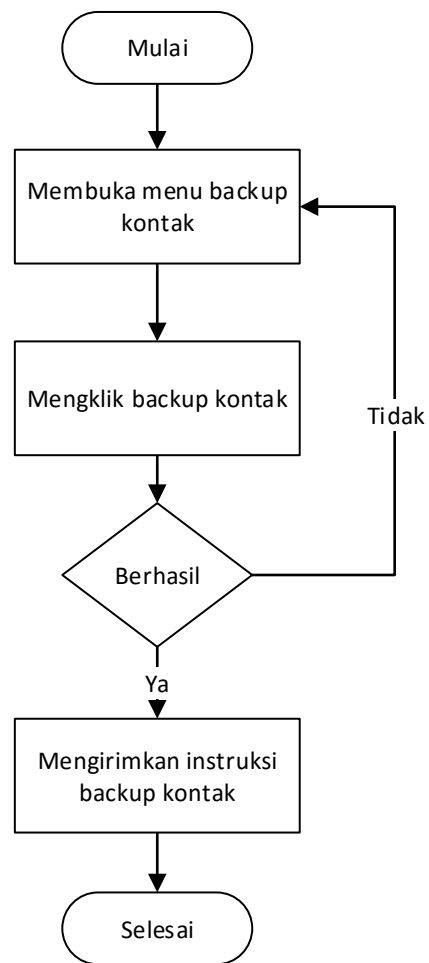 Mulai
Membuka menu backup
kontak
Mengklik backup kontak
Tidak
Berhasil
Ya
Mengirimkan instruksi
backup kontak
Selesai